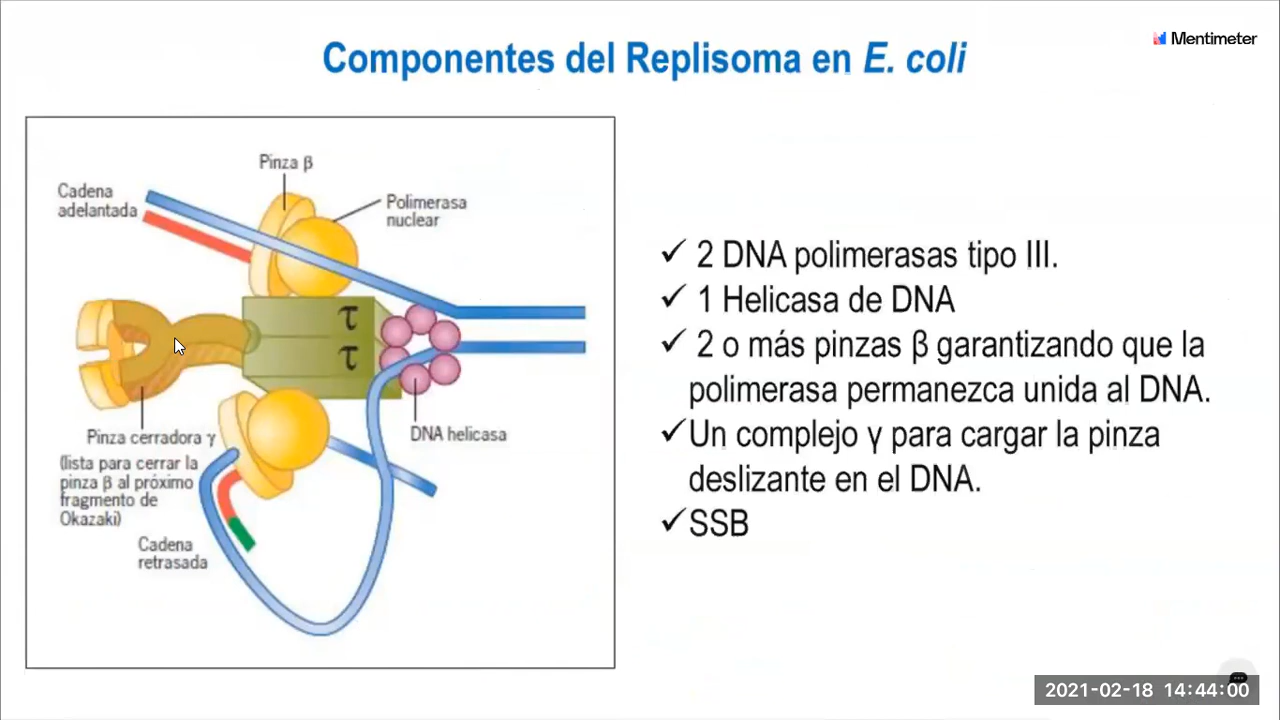 Componentes del Replisoma en E. coli
Mentimeter
Pinza β
Cadena
adelantada
Polimerasa
nuclear
τ
τ
Pinza cerradora γ
(lista para cerrar la
pinza β al próximo
fragmento de
Okazaki)
DNA helicasa
Cadena
retrasada
✓ 2 DNA polimerasas tipo III.
✓ 1 Helicasa de DNA
✓ 2 o más pinzas β garantizando que la
polimerasa permanezca unida al DNA.
✓Un complejo γ para cargar la pinza
deslizante en el DNA.
✓SSB
2021-02-18 14:44:00